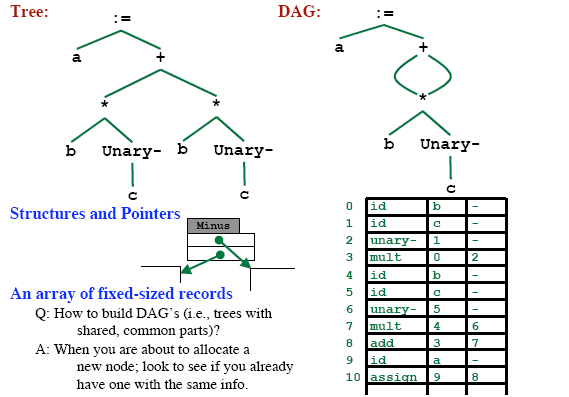 Tree:
:=
a
+
*
*
b
Unary-
b
Unary-
c
c
DAG:
:=
a
+
*
b
Unary-
c
Structures and Pointers
Minus
An array of fixed-sized records
Q: How to build DAG's (i.e., trees with
shared, common parts)?
A: When you are about to allocate a
new node; look to see if you already
have one with the same info.
0 id b -
1 id c -
2 unary- 1 -
3 mult 0 2
4 id b -
5 id c -
6 unary- 5 -
7 mult 4 6
8 add 3 7
9 id a -
10 assign 9 8